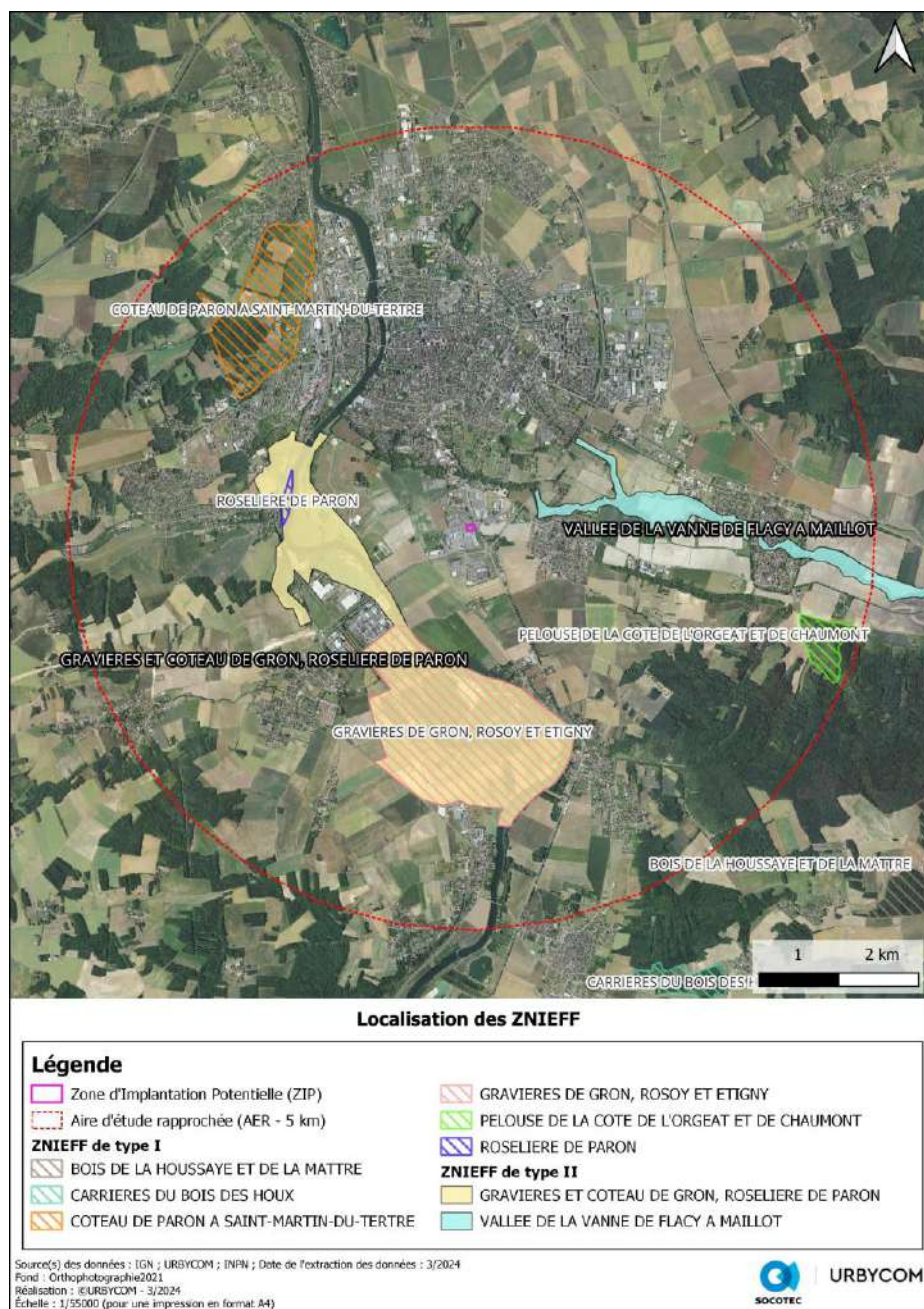 COTEAU DE PARON A SAINT-MARTIN-DU-TERTRE
ROSELIERE DE PARON
VALLEE DE LA VANNE DE FLACY A MAILLOT
PELOUSE DE LA COTE DE L'ORGEAT ET DE CHAUMONT
GRAVIERES ET COTEAU DE GRON, ROSELIERE DE PARON
GRAVIERES DE GRON, ROSOY ET ETIGNY
BOIS DE LA HOUSSAYE ET DE LA MATTRE
1 2 km
CARRIERES DU BOIS DES H
Localisation des ZNIEFF
Légende
Zone d'Implantation Potentielle (ZIP)
Aire d'étude rapprochée (AER - 5 km)
ZNIEFF de type I
BOIS DE LA HOUSSAYE ET DE LA MATTRE
CARRIERES DU BOIS DES HOUX
COTEAU DE PARON A SAINT-MARTIN-DU-TERTRE
GRAVIERES DE GRON, ROSOY ET ETIGNY
PELOUSE DE LA COTE DE L'ORGEAT ET DE CHAUMONT
ROSELIERE DE PARON
ZNIEFF de type II
GRAVIERES ET COTEAU DE GRON, ROSELIERE DE PARON
VALLEE DE LA VANNE DE FLACY A MAILLOT
Source(s) des données : IGN ; URBYCOM ; INPN ; Date de l'extraction des données : 3/2024
Fond : Orthophotographie2021
Réalisation : ©URBYCOM - 3/2024
Échelle : 1/55000 (pour une impression en format A4)
SOCOTEC
URBYCOM